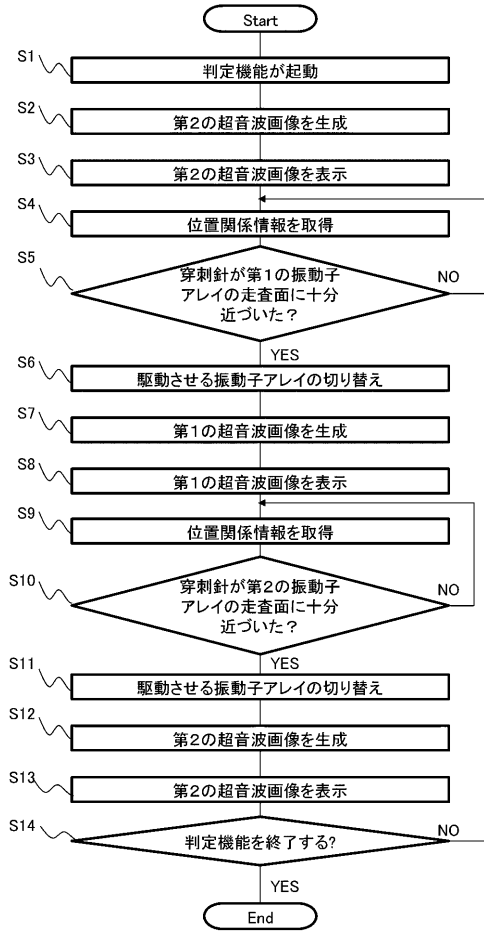 Start
S1
判定機能が起動
S2
第2の超音波画像を生成
S3
第2の超音波画像を表示
S4
位置関係情報を取得
S5
穿刺針が第1の振動子
アレイの走査面に十分
近づいた？
NO
YES
S6
駆動させる振動子アレイの切り替え
S7
第1の超音波画像を生成
S8
第1の超音波画像を表示
S9
位置関係情報を取得
S10
穿刺針が第2の振動子
アレイの走査面に十分
近づいた？
NO
YES
S11
駆動させる振動子アレイの切り替え
S12
第2の超音波画像を生成
S13
第2の超音波画像を表示
S14
判定機能を終了する?
NO
YES
End